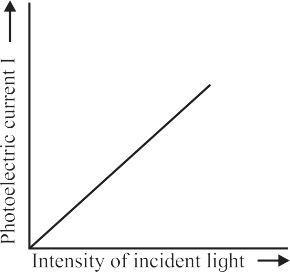 Photoelectric current I
Intensity of incident light